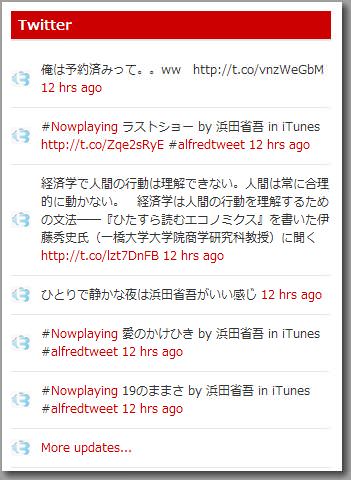 Twitter
俺は予約済みって。。ww　http://t.co/vnzWeGbM
12 hrs ago
#Nowplaying ラストショー by 浜田省吾 in iTunes
http://t.co/Zqe2sRyE #alfredtweet 12 hrs ago
経済学で人間の行動は理解できない。人間は常に合理
的に動かない。　経済学は人間の行動を理解するため
の文法――『ひたすら読むエコノミクス』を書いた伊
藤秀史氏（一橋大学大学院商学研究科教授）に聞く
http://t.co/lzt7DnFB 12 hrs ago
ひとりで静かな夜は浜田省吾がいい感じ 12 hrs ago
#Nowplaying 愛のかけひき by 浜田省吾 in iTunes
#alfredtweet 12 hrs ago
#Nowplaying 19のままさ by 浜田省吾 in iTunes
#alfredtweet 12 hrs ago
More updates...